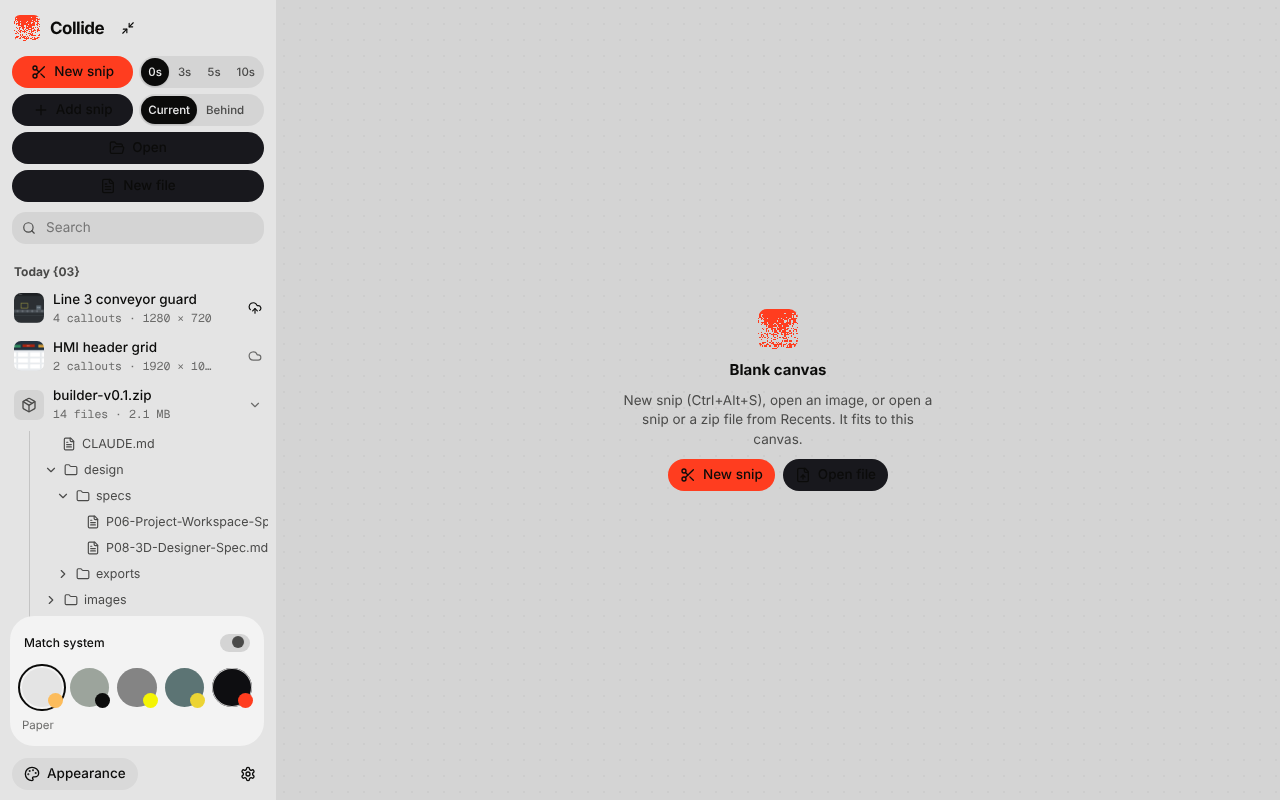 Collide
New snip 0s 3s 5s 10s
Add snip Current Behind
Open
New file
Search
Today {03}
Line 3 conveyor guard
4 callouts · 1280 × 720
HMI header grid
2 callouts · 1920 × 10…
builder-v0.1.zip
14 files · 2.1 MB
CLAUDE.md
design
specs
P06-Project-Workspace-Sp
P08-3D-Designer-Spec.md
exports
images
Match system
Paper
Appearance
Blank canvas
New snip (Ctrl+Alt+S), open an image, or open a
snip or a zip file from Recents. It fits to this
canvas.
New snip Open file